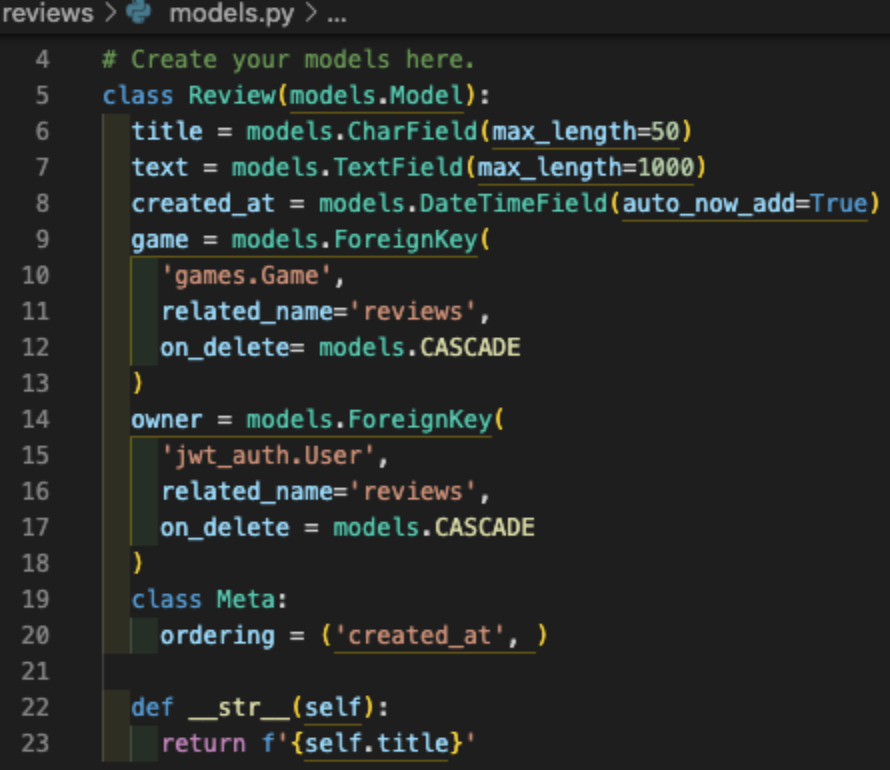 reviews > models.py > ...
4 # Create your models here.
5 class Review(models.Model):
6 title = models.CharField(max_length=50)
7 text = models.TextField(max_length=1000)
8 created_at = models.DateTimeField(auto_now_add=True)
9 game = models.ForeignKey(
10 'games.Game',
11 related_name='reviews',
12 on_delete= models.CASCADE
13 )
14 owner = models.ForeignKey(
15 'jwt_auth.User',
16 related_name='reviews',
17 on_delete = models.CASCADE
18 )
19 class Meta:
20 ordering = ('created_at', )
21
22 def __str__(self):
23 return f'{self.title}'